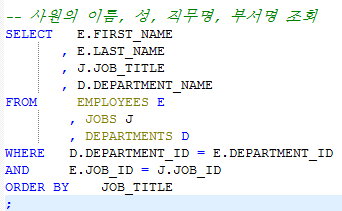 -- 사원의 이름, 성, 직무명, 부서명 조회
SELECT E.FIRST_NAME
, E.LAST_NAME
, J.JOB_TITLE
, D.DEPARTMENT_NAME
FROM EMPLOYEES E
, JOBS J
, DEPARTMENTS D
WHERE D.DEPARTMENT_ID = E.DEPARTMENT_ID
AND E.JOB_ID = J.JOB_ID
ORDER BY JOB_TITLE
;